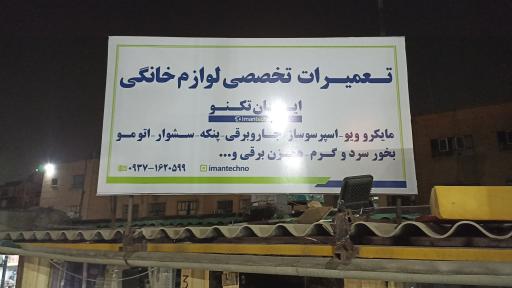 تعمیرات تخصصی لوازم خانگی
ایمان تکنو
imantechno
مایکرو ویو-اسپرسوساز-جاروبرقی-پنکه-سشوار-اتو مو
بخور سرد و گرم-مخزن برقی و...
۰۹۳۷-۱۶۲۰۵۹۹ imantechno